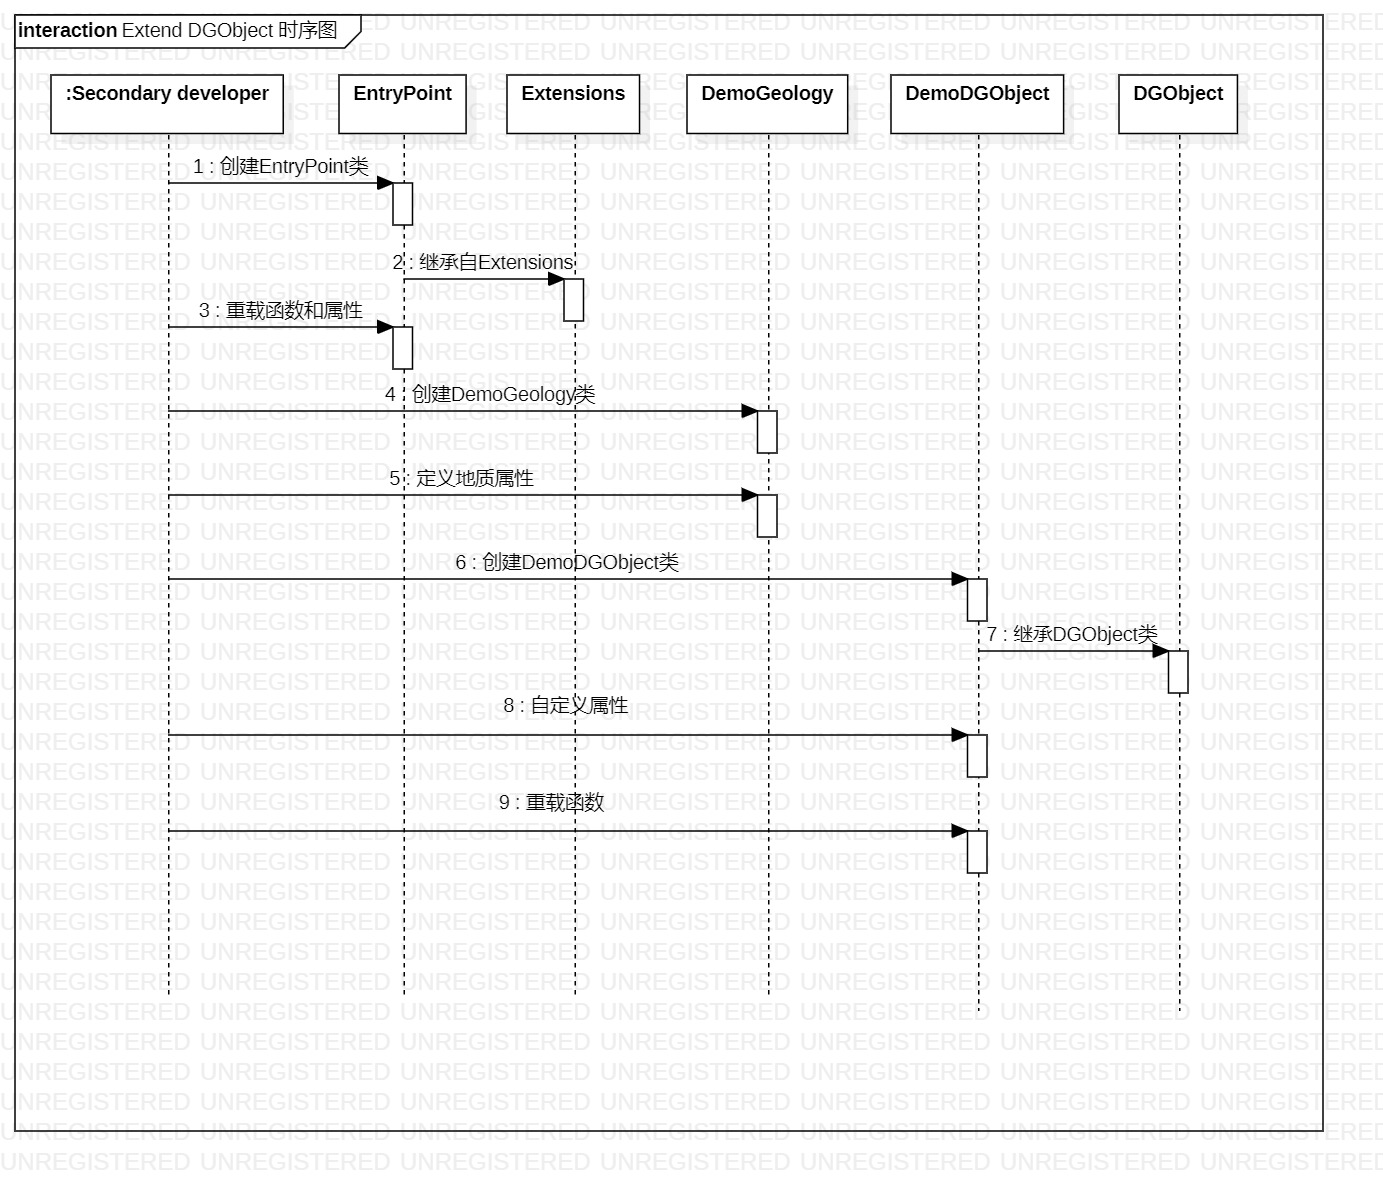 interaction Extend DGObject 时序图
:Secondary developer
EntryPoint
Extensions
DemoGeology
DemoDGObject
DGObject
1 : 创建EntryPoint类
2 : 继承自Extensions
3 : 重载函数和属性
4 : 创建DemoGeology类
5 : 定义地质属性
6 : 创建DemoDGObject类
7 : 继承DGObject类
8 : 自定义属性
9 : 重载函数
UNREGISTERED